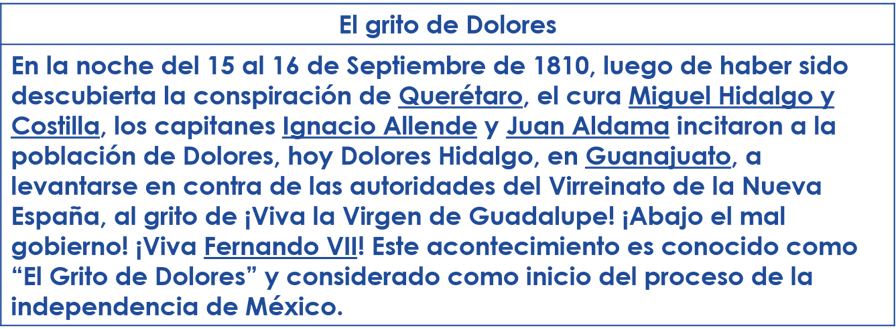 El grito de Dolores
En la noche del 15 al 16 de Septiembre de 1810, luego de haber sido
descubierta la conspiración de Querétaro, el cura Miguel Hidalgo y
Costilla, los capitanes Ignacio Allende y Juan Aldama incitaron a la
población de Dolores, hoy Dolores Hidalgo, en Guanajuato, a
levantarse en contra de las autoridades del Virreinato de la Nueva
España, al grito de ¡Viva la Virgen de Guadalupe! ¡Abajo el mal
gobierno! ¡Viva Fernando VII! Este acontecimiento es conocido como
“El Grito de Dolores” y considerado como inicio del proceso de la
independencia de México.